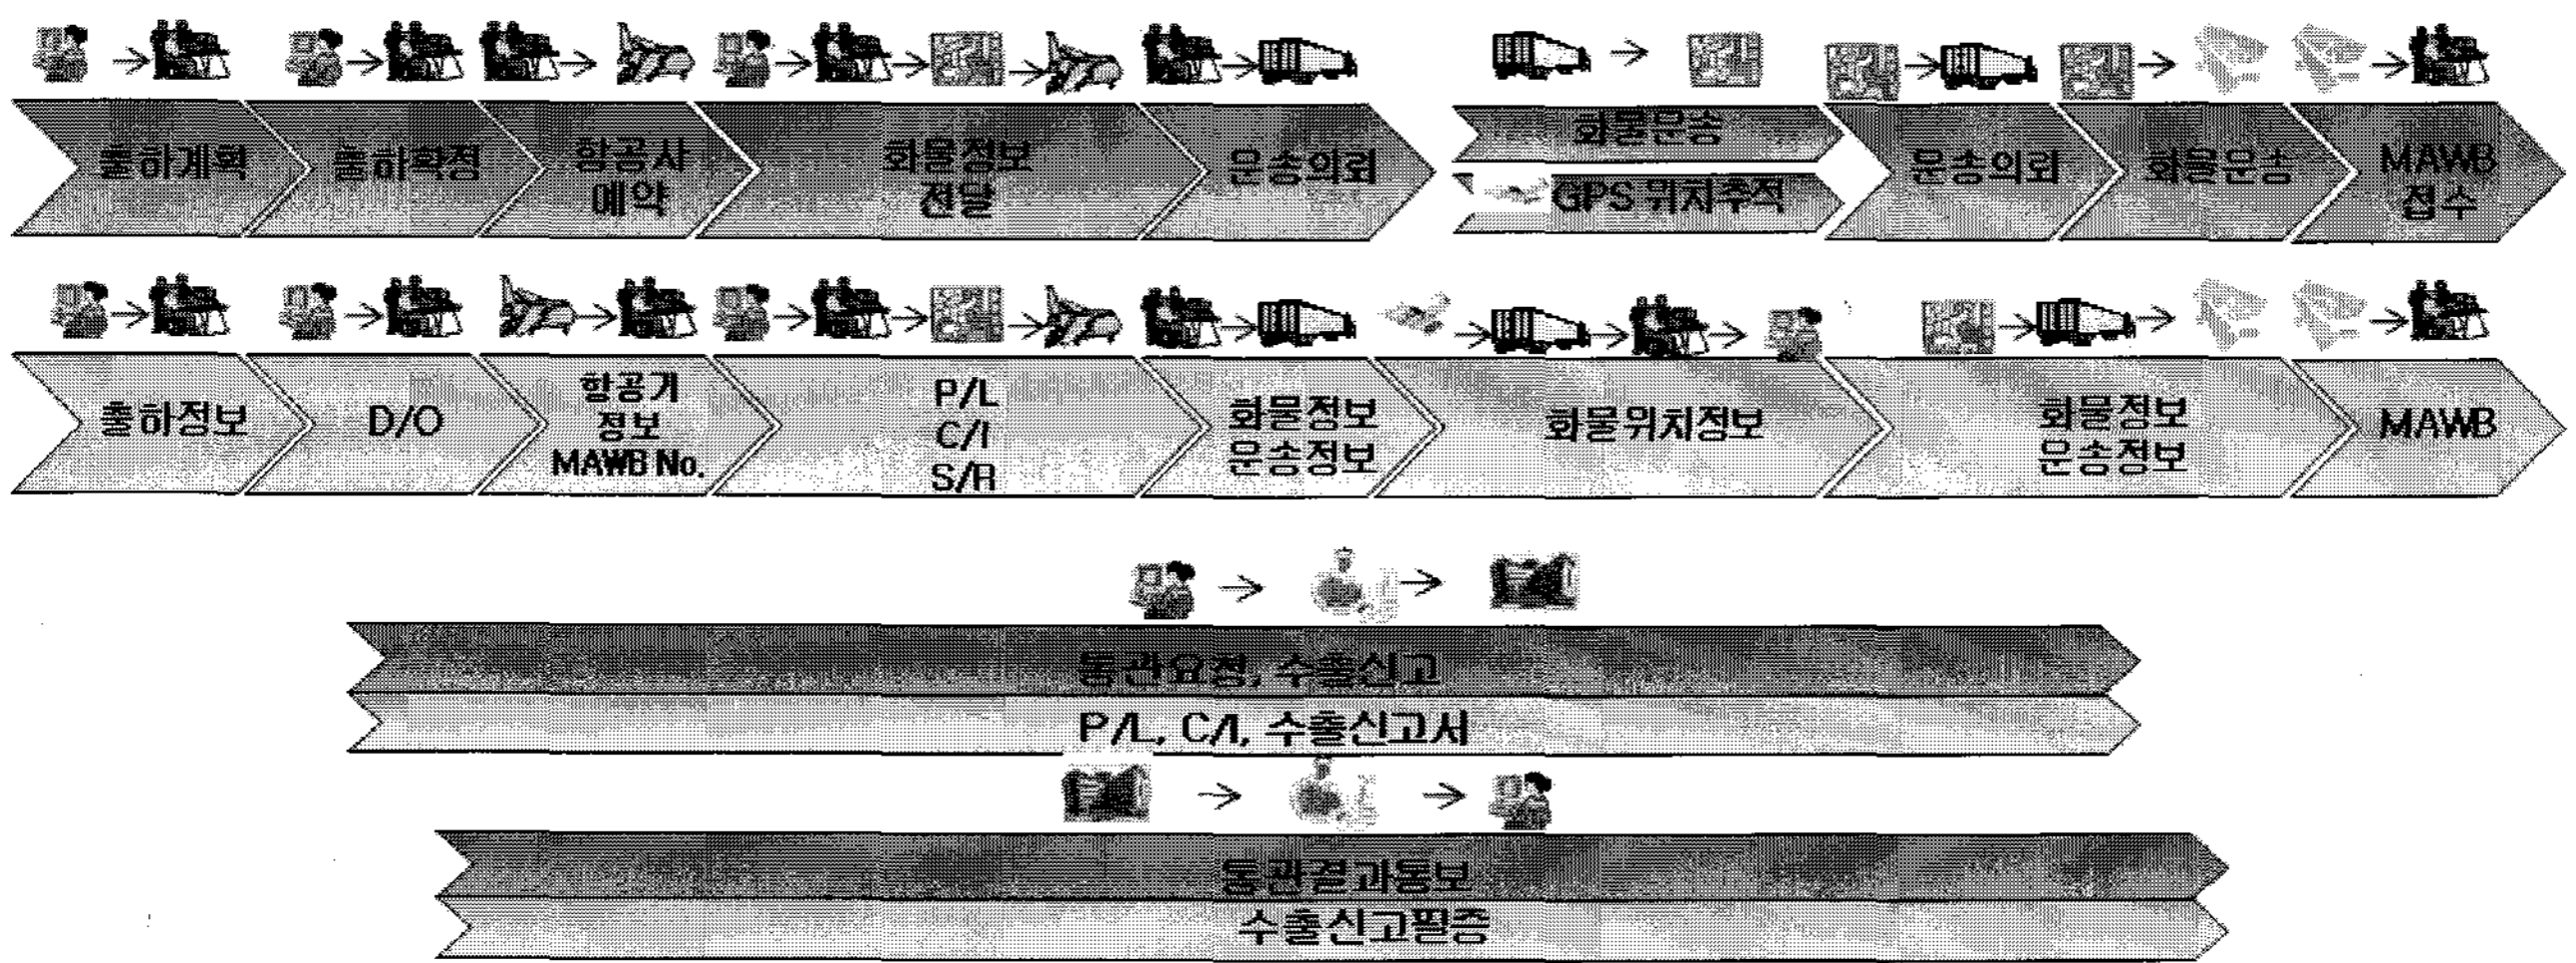 출하계획
출하확정
항공사
예약
화물정보
전달
운송의뢰
화물운송
GPS 위치추적
운송의뢰
화물운송
MAWB
접수
출하정보
D/O
항공기
정보
MAWB No.
P/L
C/I
S/R
화물정보
운송정보
화물위치정보
화물정보
운송정보
MAWB
통관요청, 수출신고
P/L, C/I, 수출신고서
통관결과통보
수출신고필증